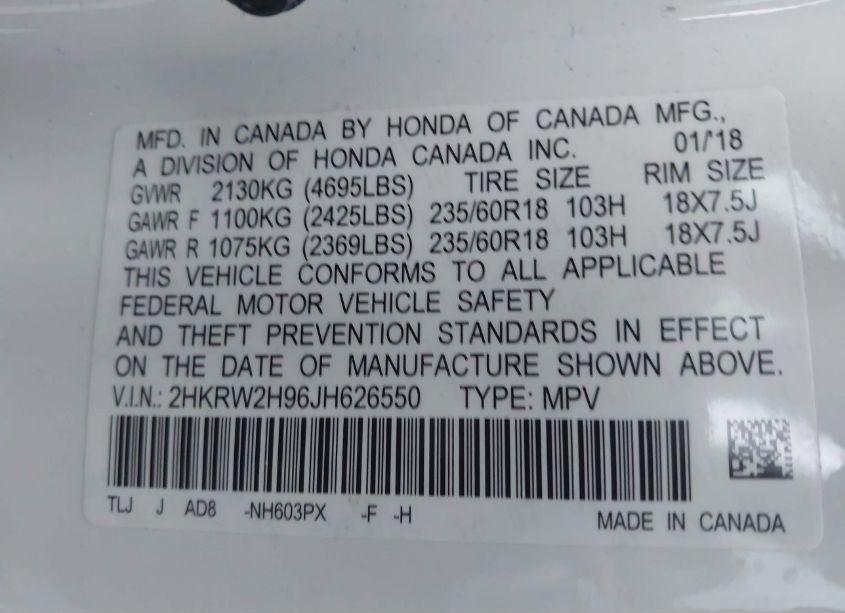 MFD. IN CANADA BY HONDA OF CANADA MFG.,
A DIVISION OF HONDA CANADA INC. 01/'18
GVWR 2130KG (4695LBS) TIRE SIZE RIM SIZE
GAWR F 1100KG (2425LBS) 235/60R18 103H 18X7.5J
GAWR R 1075KG (2369LBS) 235/60R18 103H 18X7.5J
THIS VEHICLE CONFORMS TO ALL APPLICABLE
FEDERAL MOTOR VEHICLE SAFETY
AND THEFT PREVENTION STANDARDS IN EFFECT
ON THE DATE OF MANUFACTURE SHOWN ABOVE.
V.I.N.: 2HKRW2H96JH626550 TYPE: MPV
TLJ J AD8 -NH603PX -F -H
MADE IN CANADA